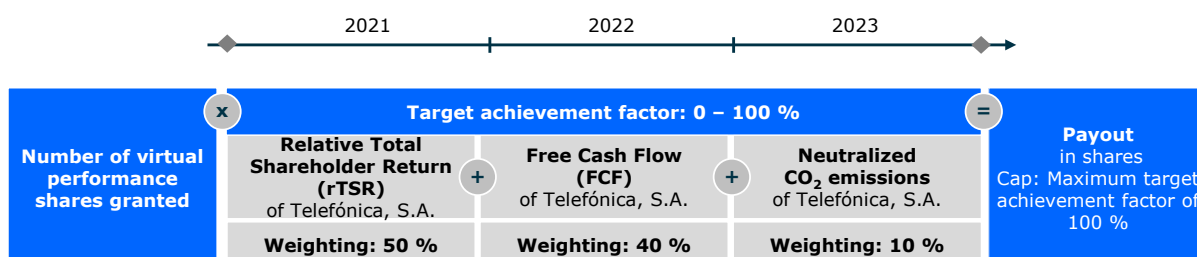 2021
2022
2023
Number of virtual
performance
shares granted
x
Target achievement factor: 0 – 100 %
=
Relative Total
Shareholder Return
(rTSR)
of Telefónica, S.A.
+
Free Cash Flow
(FCF)
of Telefónica, S.A.
+
Neutralized
CO₂ emissions
of Telefónica, S.A.
Weighting: 50 %
Weighting: 40 %
Weighting: 10 %
Payout
in shares
Cap: Maximum target
achievement factor of
100 %